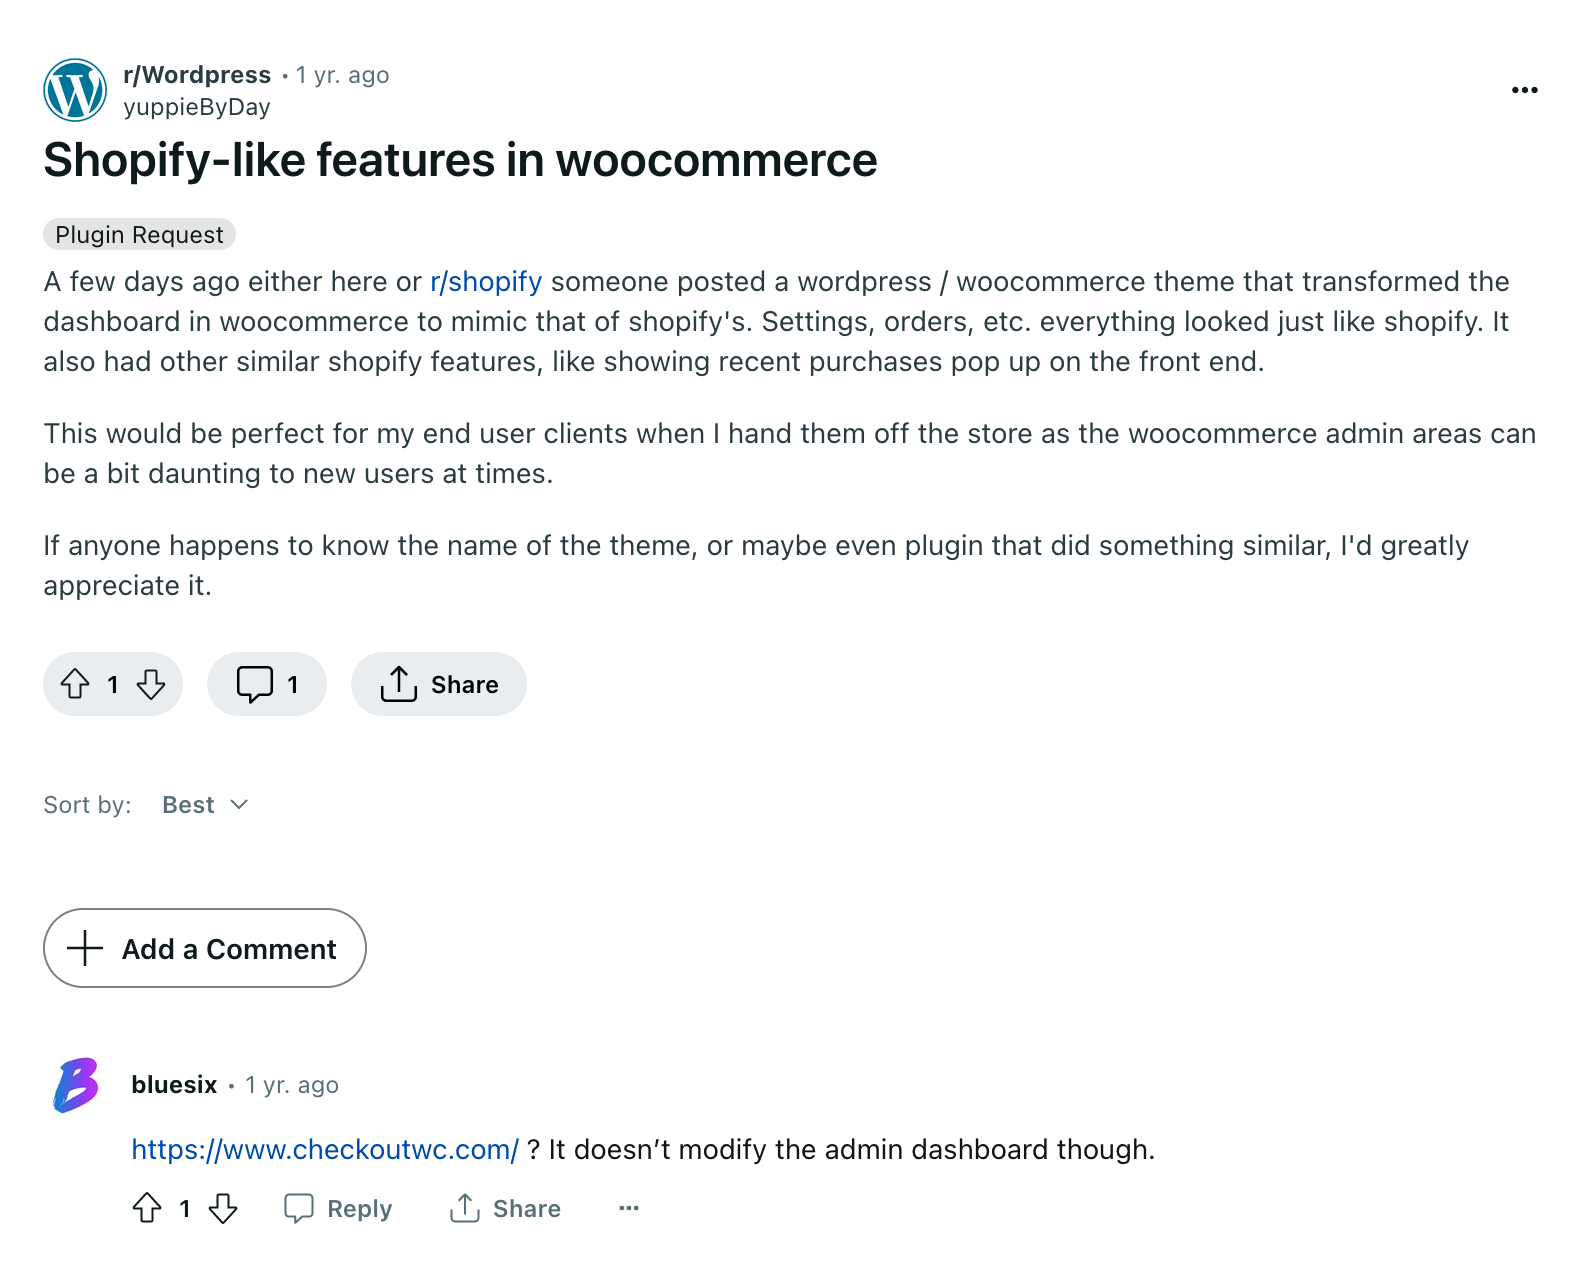 r/Wordpress • 1 yr. ago
yuppieByDay
Shopify-like features in woocommerce
Plugin Request
A few days ago either here or r/shopify someone posted a wordpress / woocommerce theme that transformed the
dashboard in woocommerce to mimic that of shopify's. Settings, orders, etc. everything looked just like shopify. It
also had other similar shopify features, like showing recent purchases pop up on the front end.
This would be perfect for my end user clients when I hand them off the store as the woocommerce admin areas can
be a bit daunting to new users at times.
If anyone happens to know the name of the theme, or maybe even plugin that did something similar, I'd greatly
appreciate it.
1 1 Share
Sort by: Best
Add a Comment
bluesix • 1 yr. ago
https://www.checkoutwc.com/ ? It doesn’t modify the admin dashboard though.
1 Reply Share